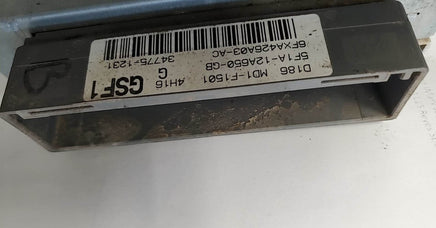 D186 MD1-F1501
5F1A-12A650-GB
6FXA426A03-AC
4H16 G
34775-1231
GSF1